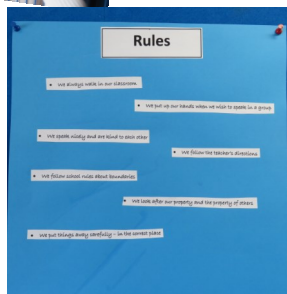 Rules
• We always walk in our classroom
• We put up our hands when we wish to speak in a group
• We speak nicely and are kind to each other
• We follow the teacher's directions
• We follow school rules about boundaries
• We look after our property and the property of others.
• We put things away carefully – in the correct place